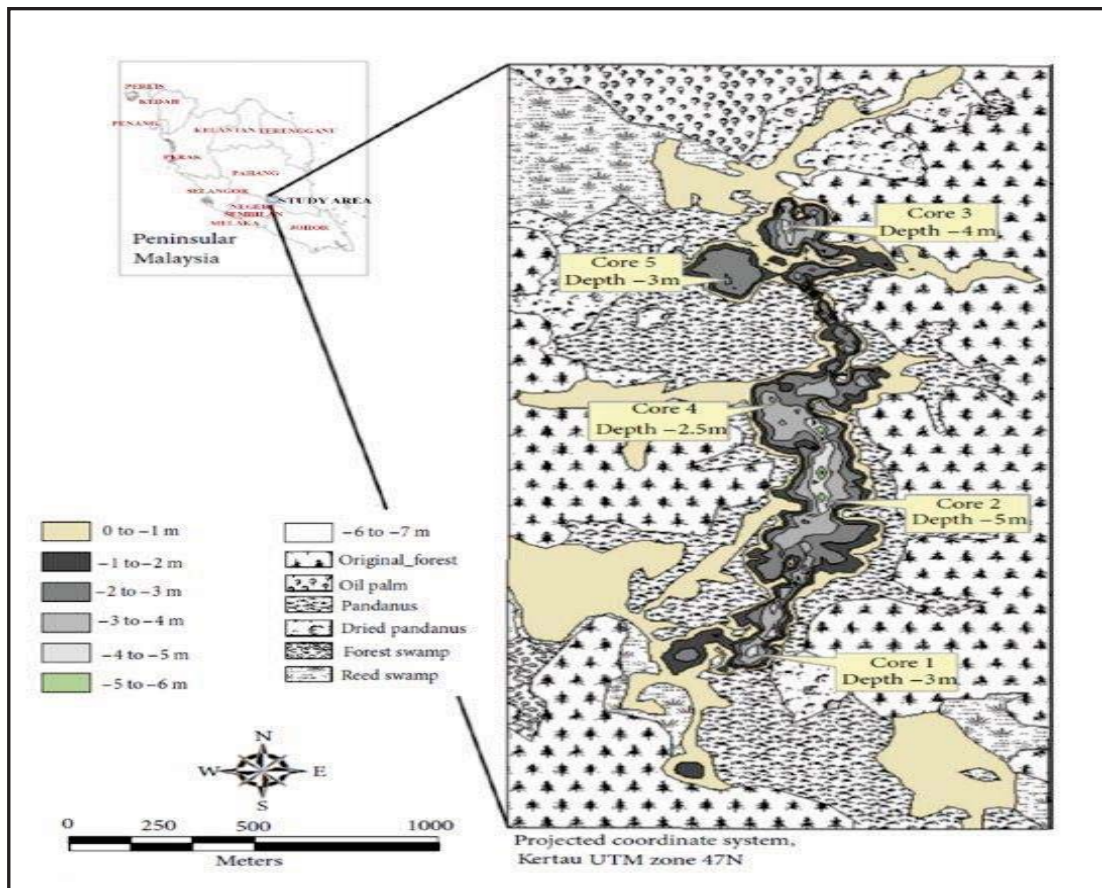 PERLIS
KEDAH
PENANG
KELANTAN TERENGGANU
PERAK
PAHANG
SELANGOR
STUDY AREA
NEGERI
SEMBILAN
MELAKA
JOHOR
Peninsular
Malaysia
Core 3
Depth −4 m
Core 5
Depth −3m
Core 4
Depth −2.5m
Core 2
Depth −5m
Core 1
Depth −3m
0 to −1 m
−1 to −2 m
−2 to −3 m
−3 to −4 m
−4 to −5 m
−5 to −6 m
−6 to −7 m
Original_forest
Oil palm
Pandanus
Dried pandanus
Forest swamp
Reed swamp
N
W E
S
0 250 500 1000
Meters
Projected coordinate system,
Kertau UTM zone 47N